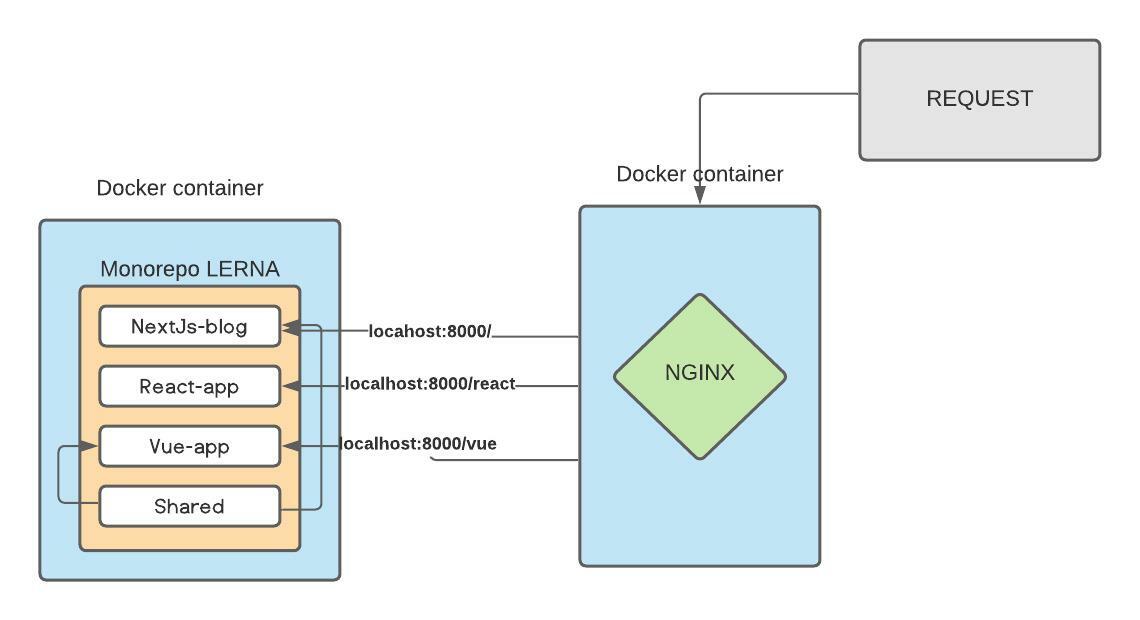 REQUEST
Docker container
Docker container
Monorepo LERNA
NextJs-blog
React-app
Vue-app
Shared
locahost:8000/
localhost:8000/react
localhost:8000/vue
NGINX